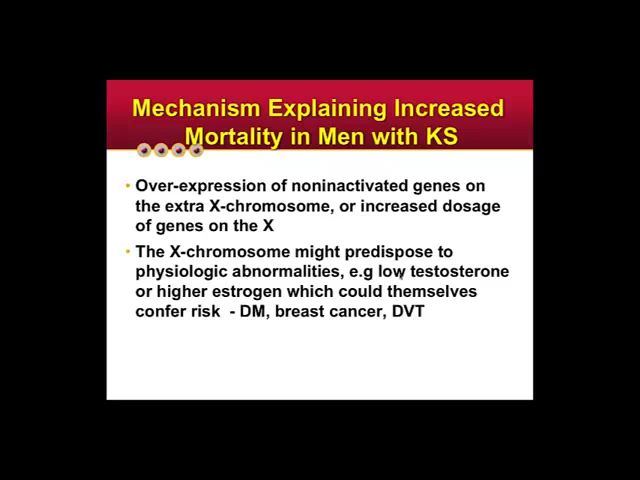 Mechanism Explaining Increased
Mortality in Men with KS
• Over-expression of noninactivated genes on
the extra X-chromosome, or increased dosage
of genes on the X
• The X-chromosome might predispose to
physiologic abnormalities, e.g low testosterone
or higher estrogen which could themselves
confer risk - DM, breast cancer, DVT